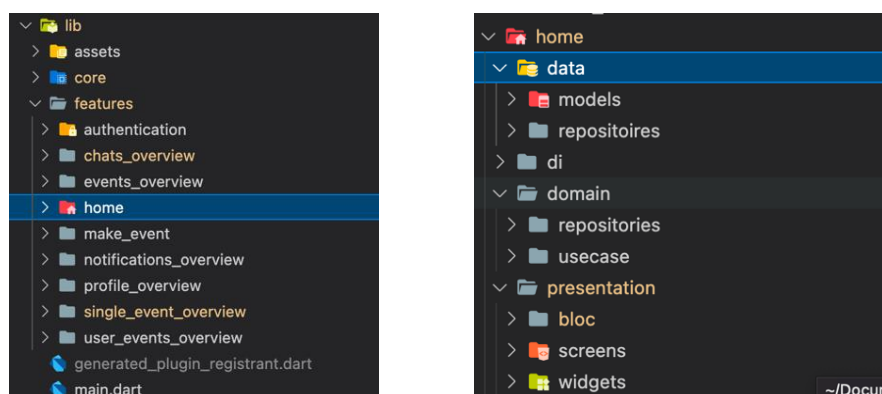 lib
assets
core
features
authentication
chats_overview
events_overview
home
make_event
notifications_overview
profile_overview
single_event_overview
user_events_overview
generated_plugin_registrant.dart
main.dart
home
data
models
repositoires
di
domain
repositories
usecase
presentation
bloc
screens
widgets
~/Docum